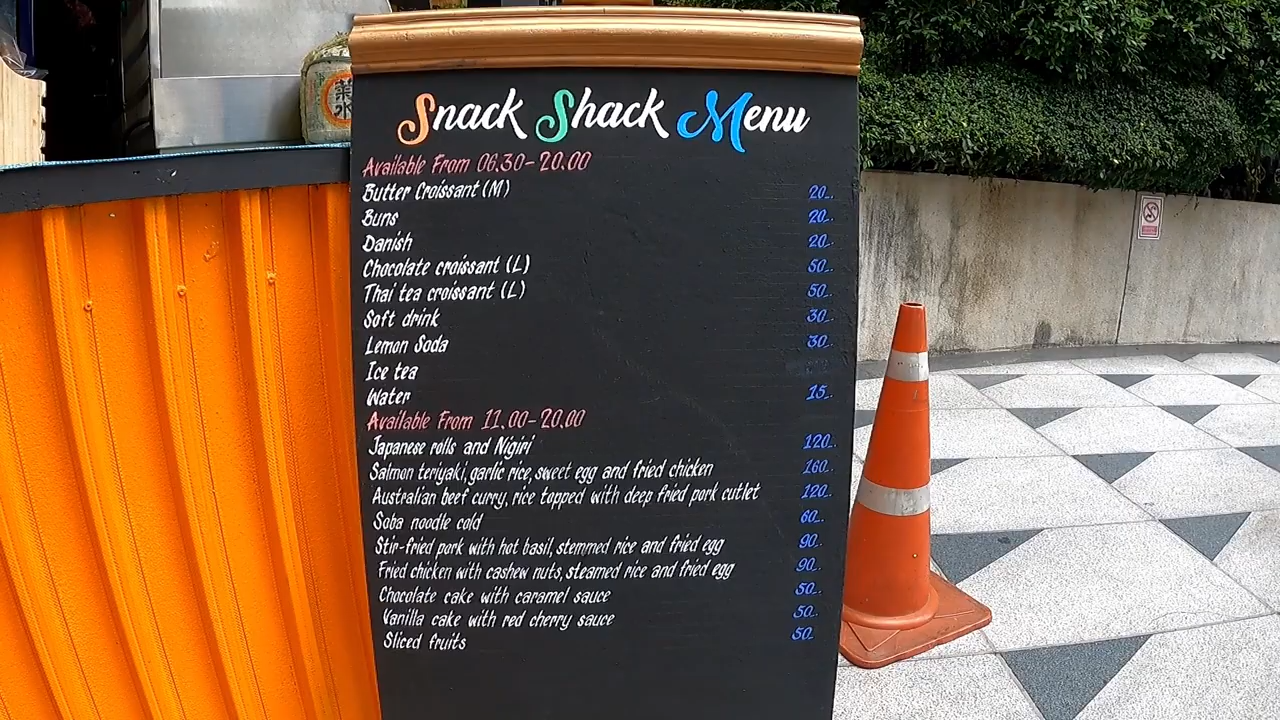 Snack Shack Menu
Available From 06.30-20.00
Butter Croissant (M) 20..
Buns 20..
Danish 20..
Chocolate croissant (L) 50..
Thai tea croissant (L) 50..
Soft drink 30..
Lemon Soda 30..
Ice tea
Water 15..
Available From 11.00-20.00
Japanese rolls and Nigiri 120..
Salmon teriyaki, garlic rice, sweet egg and fried chicken 160..
Australian beef curry, rice topped with deep fried pork cutlet 120..
Soba noodle cold 60..
Stir-fried pork with hot basil, stemmed rice and fried egg 90..
Fried chicken with cashew nuts, steamed rice and fried egg 90..
Chocolate cake with caramel sauce 50..
Vanilla cake with red cherry sauce 50..
Sliced fruits 50..